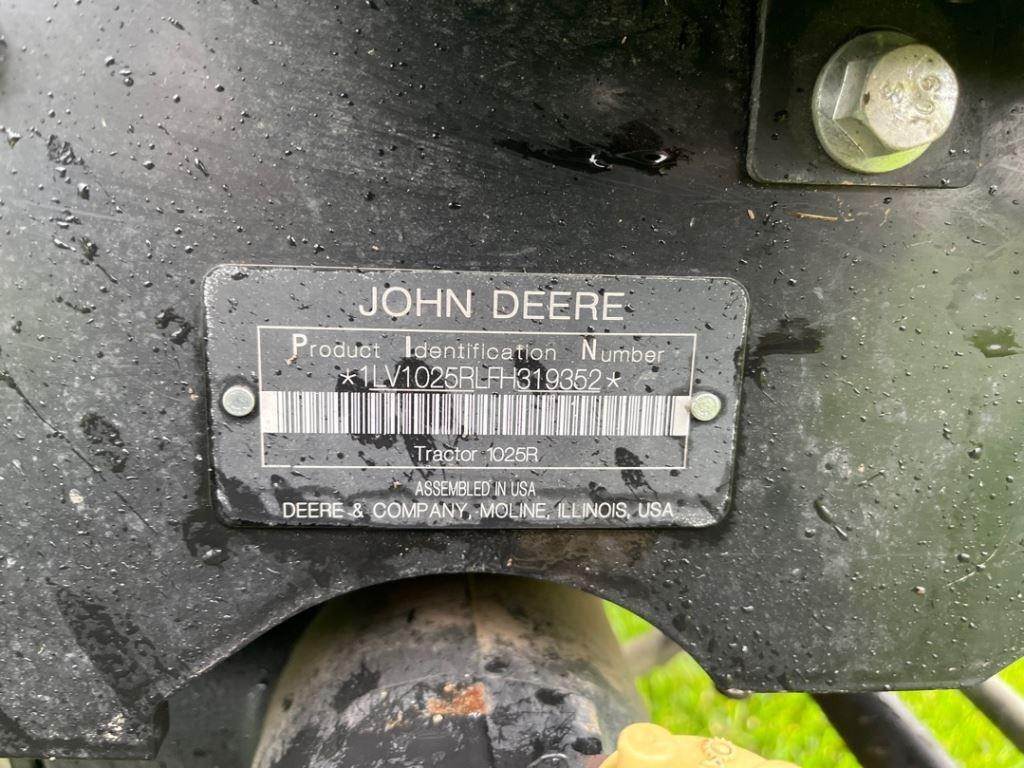 JOHN DEERE
Product Identification Number
*1LV1025RLFH319352*
Tractor 1025R
ASSEMBLED IN USA
DEERE & COMPANY, MOLINE, ILLINOIS, USA